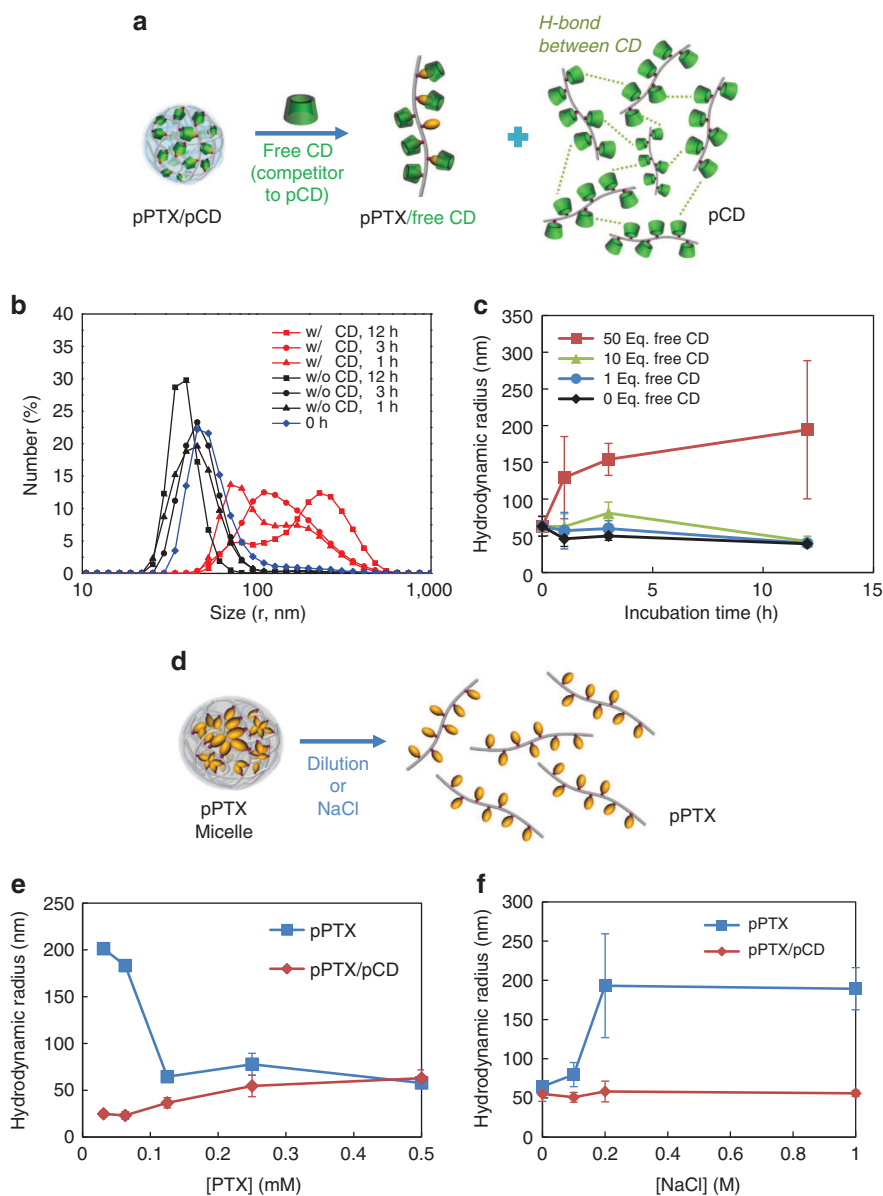 a
H-bond
between CD
Free CD
(competitor
to pCD)
pPTX/pCD
pPTX/free CD
pCD
b
40
35
30
25
20
15
10
5
0
Number (%)
w/ CD, 12 h
w/ CD, 3 h
w/ CD, 1 h
w/o CD, 12 h
w/o CD, 3 h
w/o CD, 1 h
0 h
10
100
1,000
Size (r, nm)
c
350
300
250
200
150
100
50
0
Hydrodynamic radius (nm)
50 Eq. free CD
10 Eq. free CD
1 Eq. free CD
0 Eq. free CD
0
5
10
15
Incubation time (h)
d
Dilution
or
NaCl
pPTX
Micelle
pPTX
e
250
200
150
100
50
0
Hydrodynamic radius (nm)
pPTX
pPTX/pCD
0
0.1
0.2
0.3
0.4
0.5
[PTX] (mM)
f
300
250
200
150
100
50
0
Hydrodynamic radius (nm)
pPTX
pPTX/pCD
0
0.2
0.4
0.6
0.8
1
[NaCl] (M)